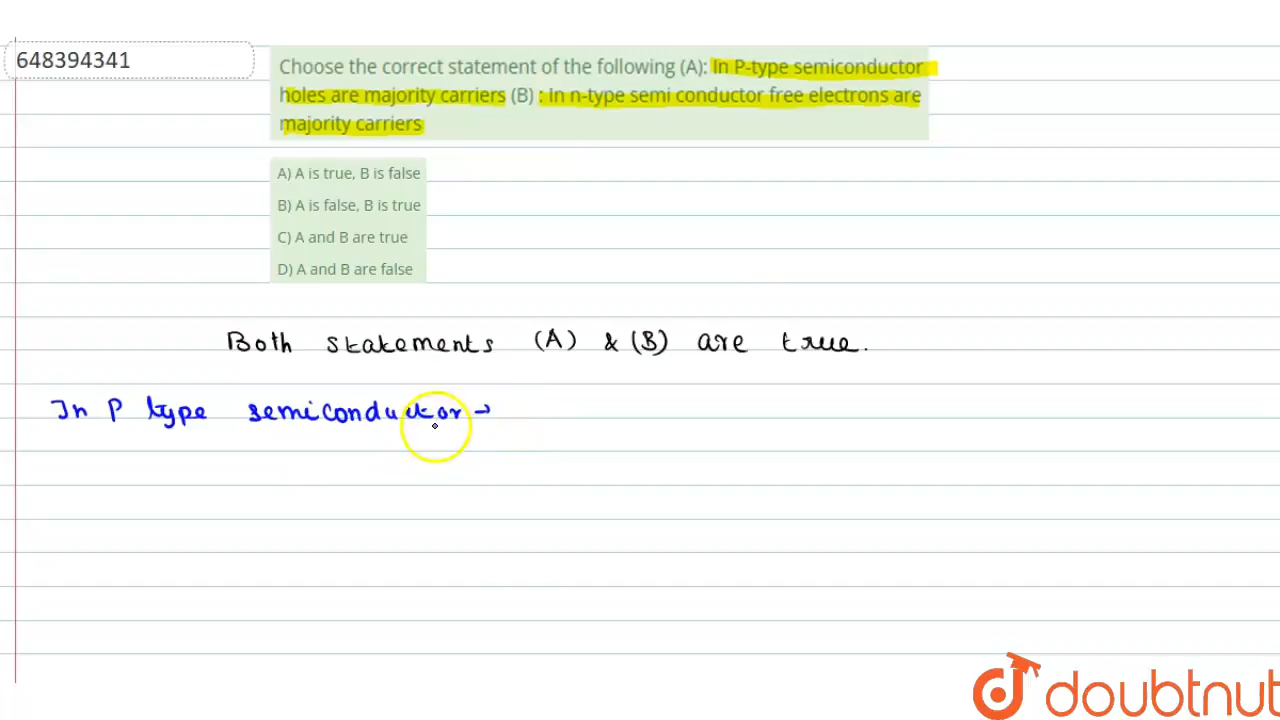 648394341
Choose the correct statement of the following (A): In P-type semiconductor
holes are majority carriers (B) : In n-type semi conductor free electrons are
majority carriers
A) A is true, B is false
B) A is false, B is true
C) A and B are true
D) A and B are false
Both statements (A) & (B) are true.
In P type semiconductor →
doubtnut